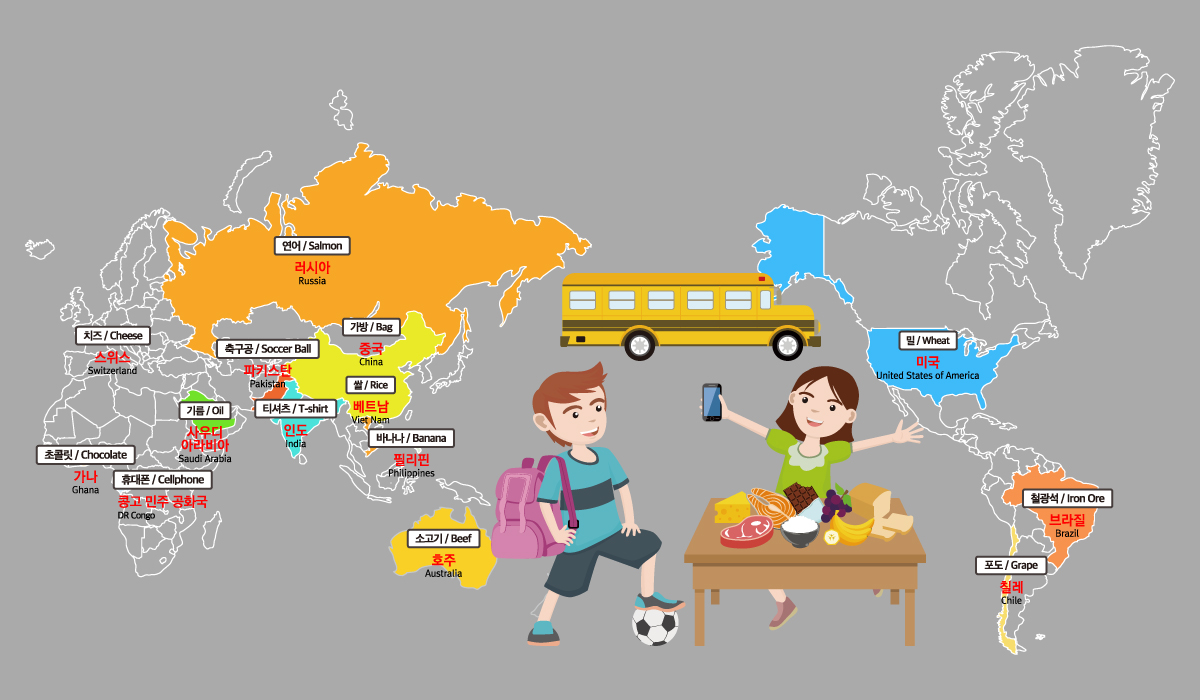 연어 / Salmon
러시아
Russia
치즈 / Cheese
스위스
Switzerland
축구공 / Soccer Ball
파키스탄
Pakistan
가방 / Bag
중국
China
쌀 / Rice
베트남
Viet Nam
기름 / Oil
사우디
아라비아
Saudi Arabia
티셔츠 / T-shirt
인도
India
바나나 / Banana
필리핀
Philippines
초콜릿 / Chocolate
가나
Ghana
휴대폰 / Cellphone
콩고 민주 공화국
DR Congo
소고기 / Beef
호주
Australia
밀 / Wheat
미국
United States of America
철광석 / Iron Ore
브라질
Brazil
포도 / Grape
칠레
Chile